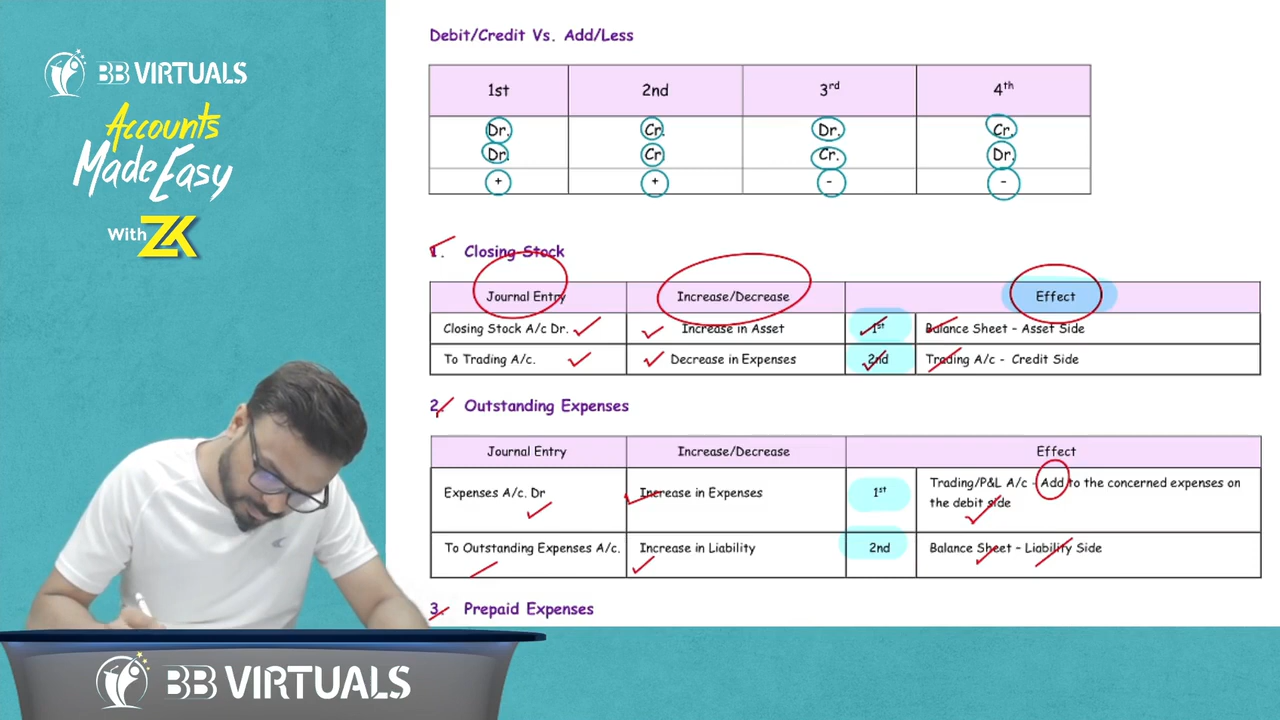 BB VIRTUALS
Accounts
Made Easy
With ZK
Debit/Credit Vs. Add/Less
1st 2nd 3rd 4th
Dr. Cr. Dr. Cr.
Dr. Cr. Cr. Dr.
+ + - -
1. Closing Stock
Journal Entry Increase/Decrease Effect
Closing Stock A/c Dr. Increase in Asset 1st Balance Sheet - Asset Side
To Trading A/c. Decrease in Expenses 2nd Trading A/c - Credit Side
2. Outstanding Expenses
Journal Entry Increase/Decrease Effect
Expenses A/c. Dr Increase in Expenses 1st Trading/P&L A/c - Add to the concerned expenses on
the debit side
To Outstanding Expenses A/c. Increase in Liability 2nd Balance Sheet - Liability Side
3. Prepaid Expenses
BB VIRTUALS